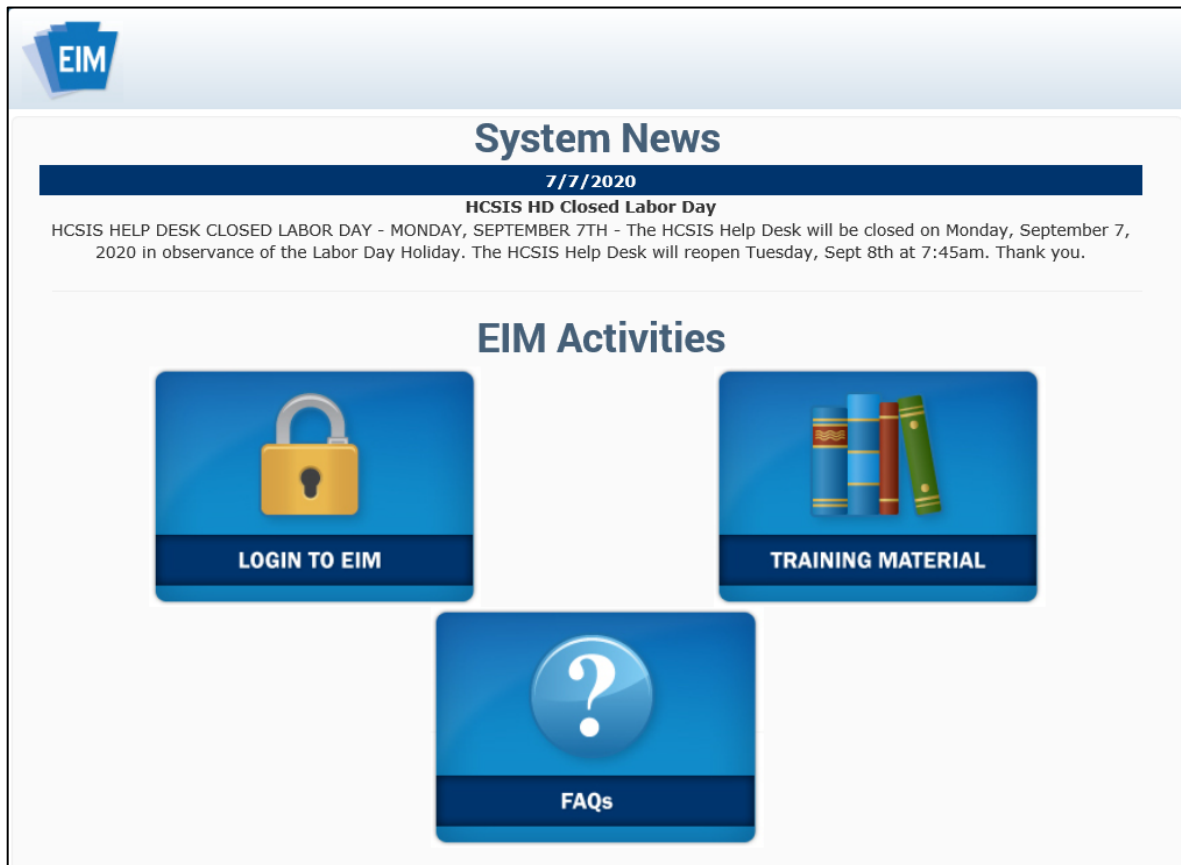 EIM
System News
7/7/2020
HCSIS HD Closed Labor Day
HCSIS HELP DESK CLOSED LABOR DAY - MONDAY, SEPTEMBER 7TH - The HCSIS Help Desk will be closed on Monday, September 7,
2020 in observance of the Labor Day Holiday. The HCSIS Help Desk will reopen Tuesday, Sept 8th at 7:45am. Thank you.
EIM Activities
LOGIN TO EIM
TRAINING MATERIAL
?
FAQs